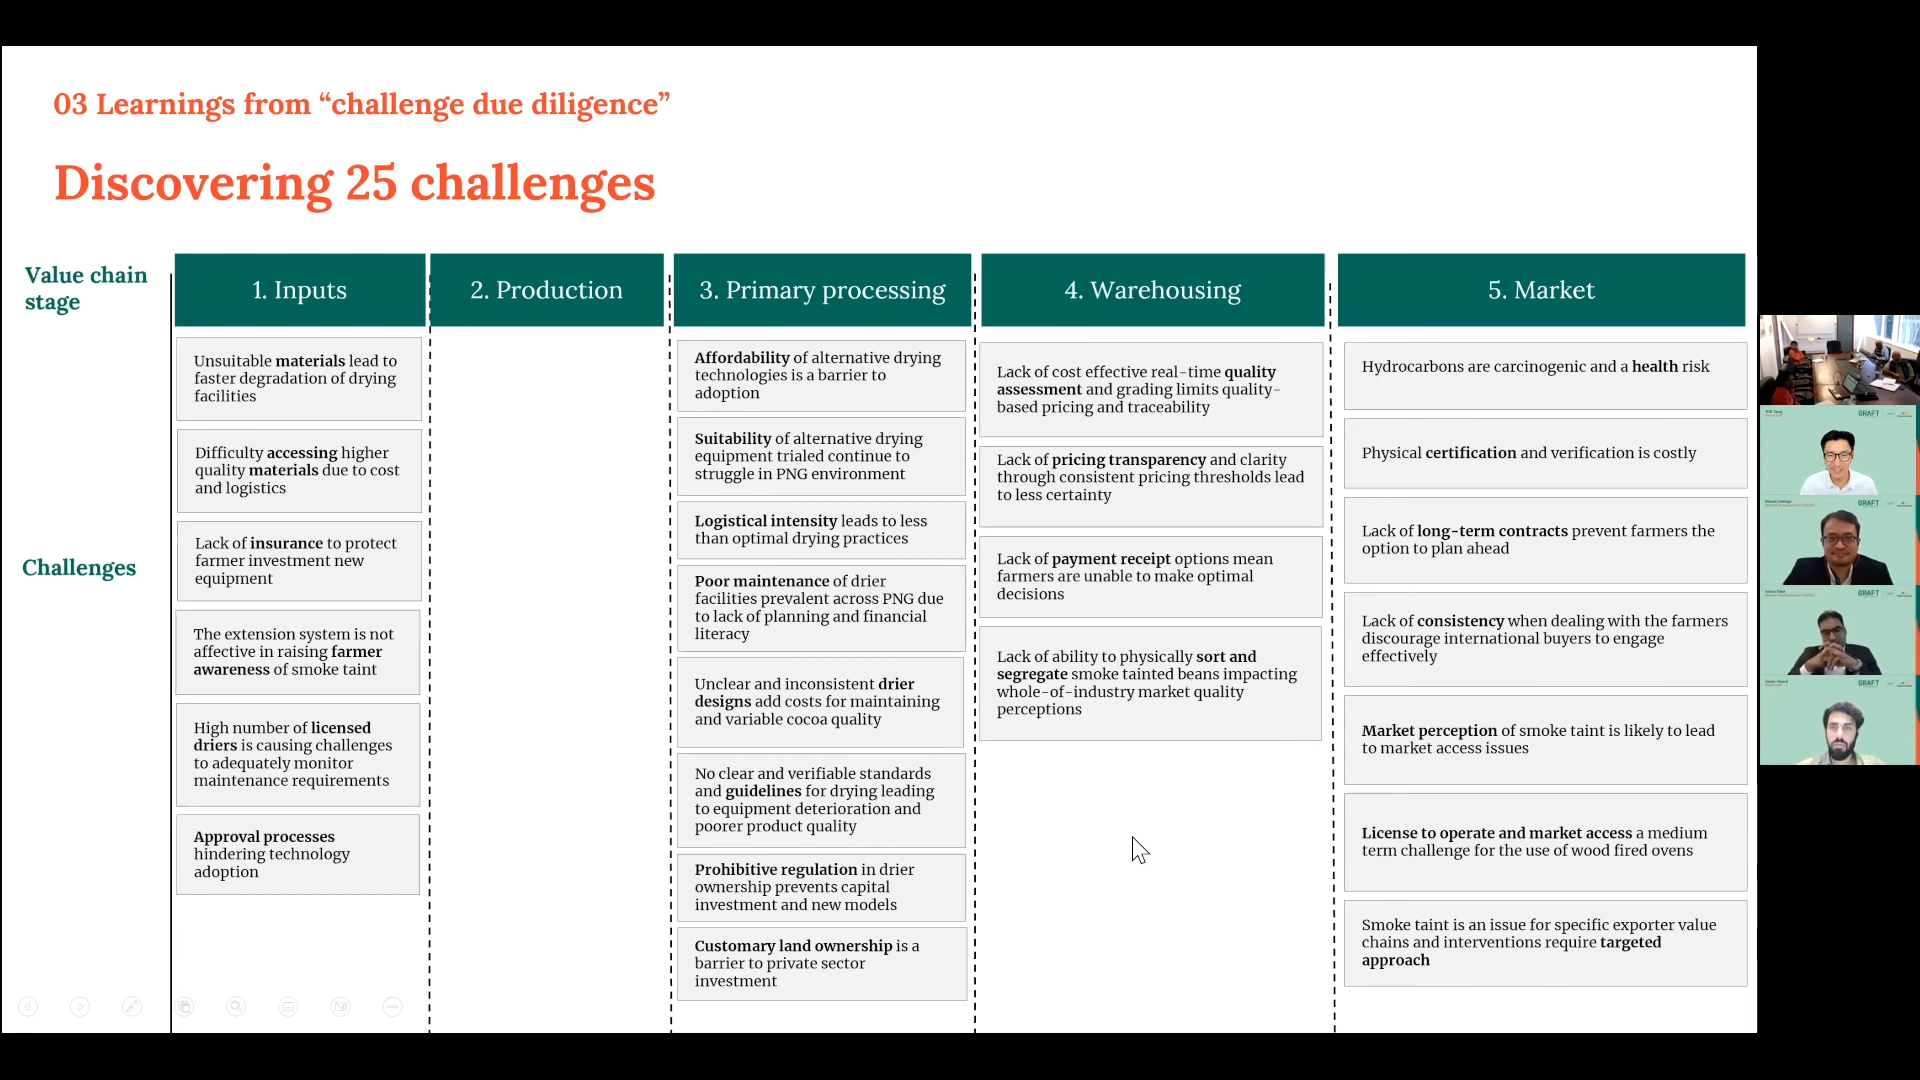 03 Learnings from “challenge due diligence”
Discovering 25 challenges
Value chain
stage
1. Inputs
2. Production
3. Primary processing
4. Warehousing
5. Market
Challenges
Unsuitable materials lead to
faster degradation of drying
facilities
Difficulty accessing higher
quality materials due to cost
and logistics
Lack of insurance to protect
farmer investment new
equipment
The extension system is not
affective in raising farmer
awareness of smoke taint
High number of licensed
driers is causing challenges
to adequately monitor
maintenance requirements
Approval processes
hindering technology
adoption
Affordability of alternative drying
technologies is a barrier to
adoption
Suitability of alternative drying
equipment trialed continue to
struggle in PNG environment
Logistical intensity leads to less
than optimal drying practices
Poor maintenance of drier
facilities prevalent across PNG due
to lack of planning and financial
literacy
Unclear and inconsistent drier
designs add costs for maintaining
and variable cocoa quality
No clear and verifiable standards
and guidelines for drying leading
to equipment deterioration and
poorer product quality
Prohibitive regulation in drier
ownership prevents capital
investment and new models
Customary land ownership is a
barrier to private sector
investment
Lack of cost effective real-time quality
assessment and grading limits quality-
based pricing and traceability
Lack of pricing transparency and clarity
through consistent pricing thresholds lead
to less certainty
Lack of payment receipt options mean
farmers are unable to make optimal
decisions
Lack of ability to physically sort and
segregate smoke tainted beans impacting
whole-of-industry market quality
perceptions
Hydrocarbons are carcinogenic and a health risk
Physical certification and verification is costly
Lack of long-term contracts prevent farmers the
option to plan ahead
Lack of consistency when dealing with the farmers
discourage international buyers to engage
effectively
Market perception of smoke taint is likely to lead
to market access issues
License to operate and market access a medium
term challenge for the use of wood fired ovens
Smoke taint is an issue for specific exporter value
chains and interventions require targeted
approach
GRAFT
GRAFT
GRAFT
GRAFT